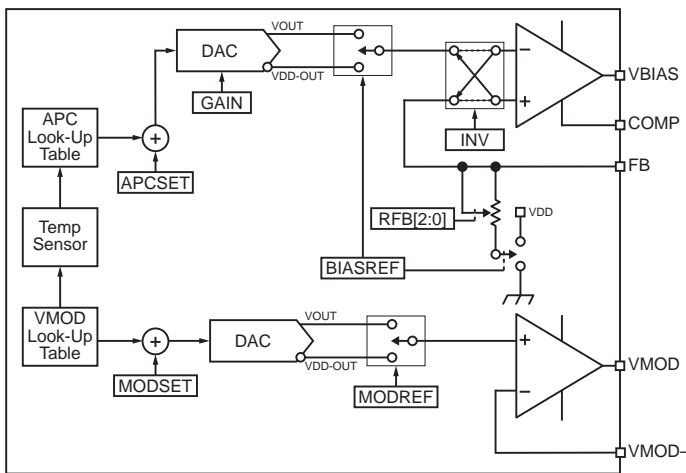 VOUT
DAC
VDD-OUT
GAIN
VBIAS
COMP
FB
APC
Look-Up
Table
+
APCSET
INV
−
+
RFB[2:0]
VDD
Temp
Sensor
BIASREF
VMOD
Look-Up
Table
+
MODSET
VOUT
DAC
VDD-OUT
MODREF
+
−
VMOD
VMOD–